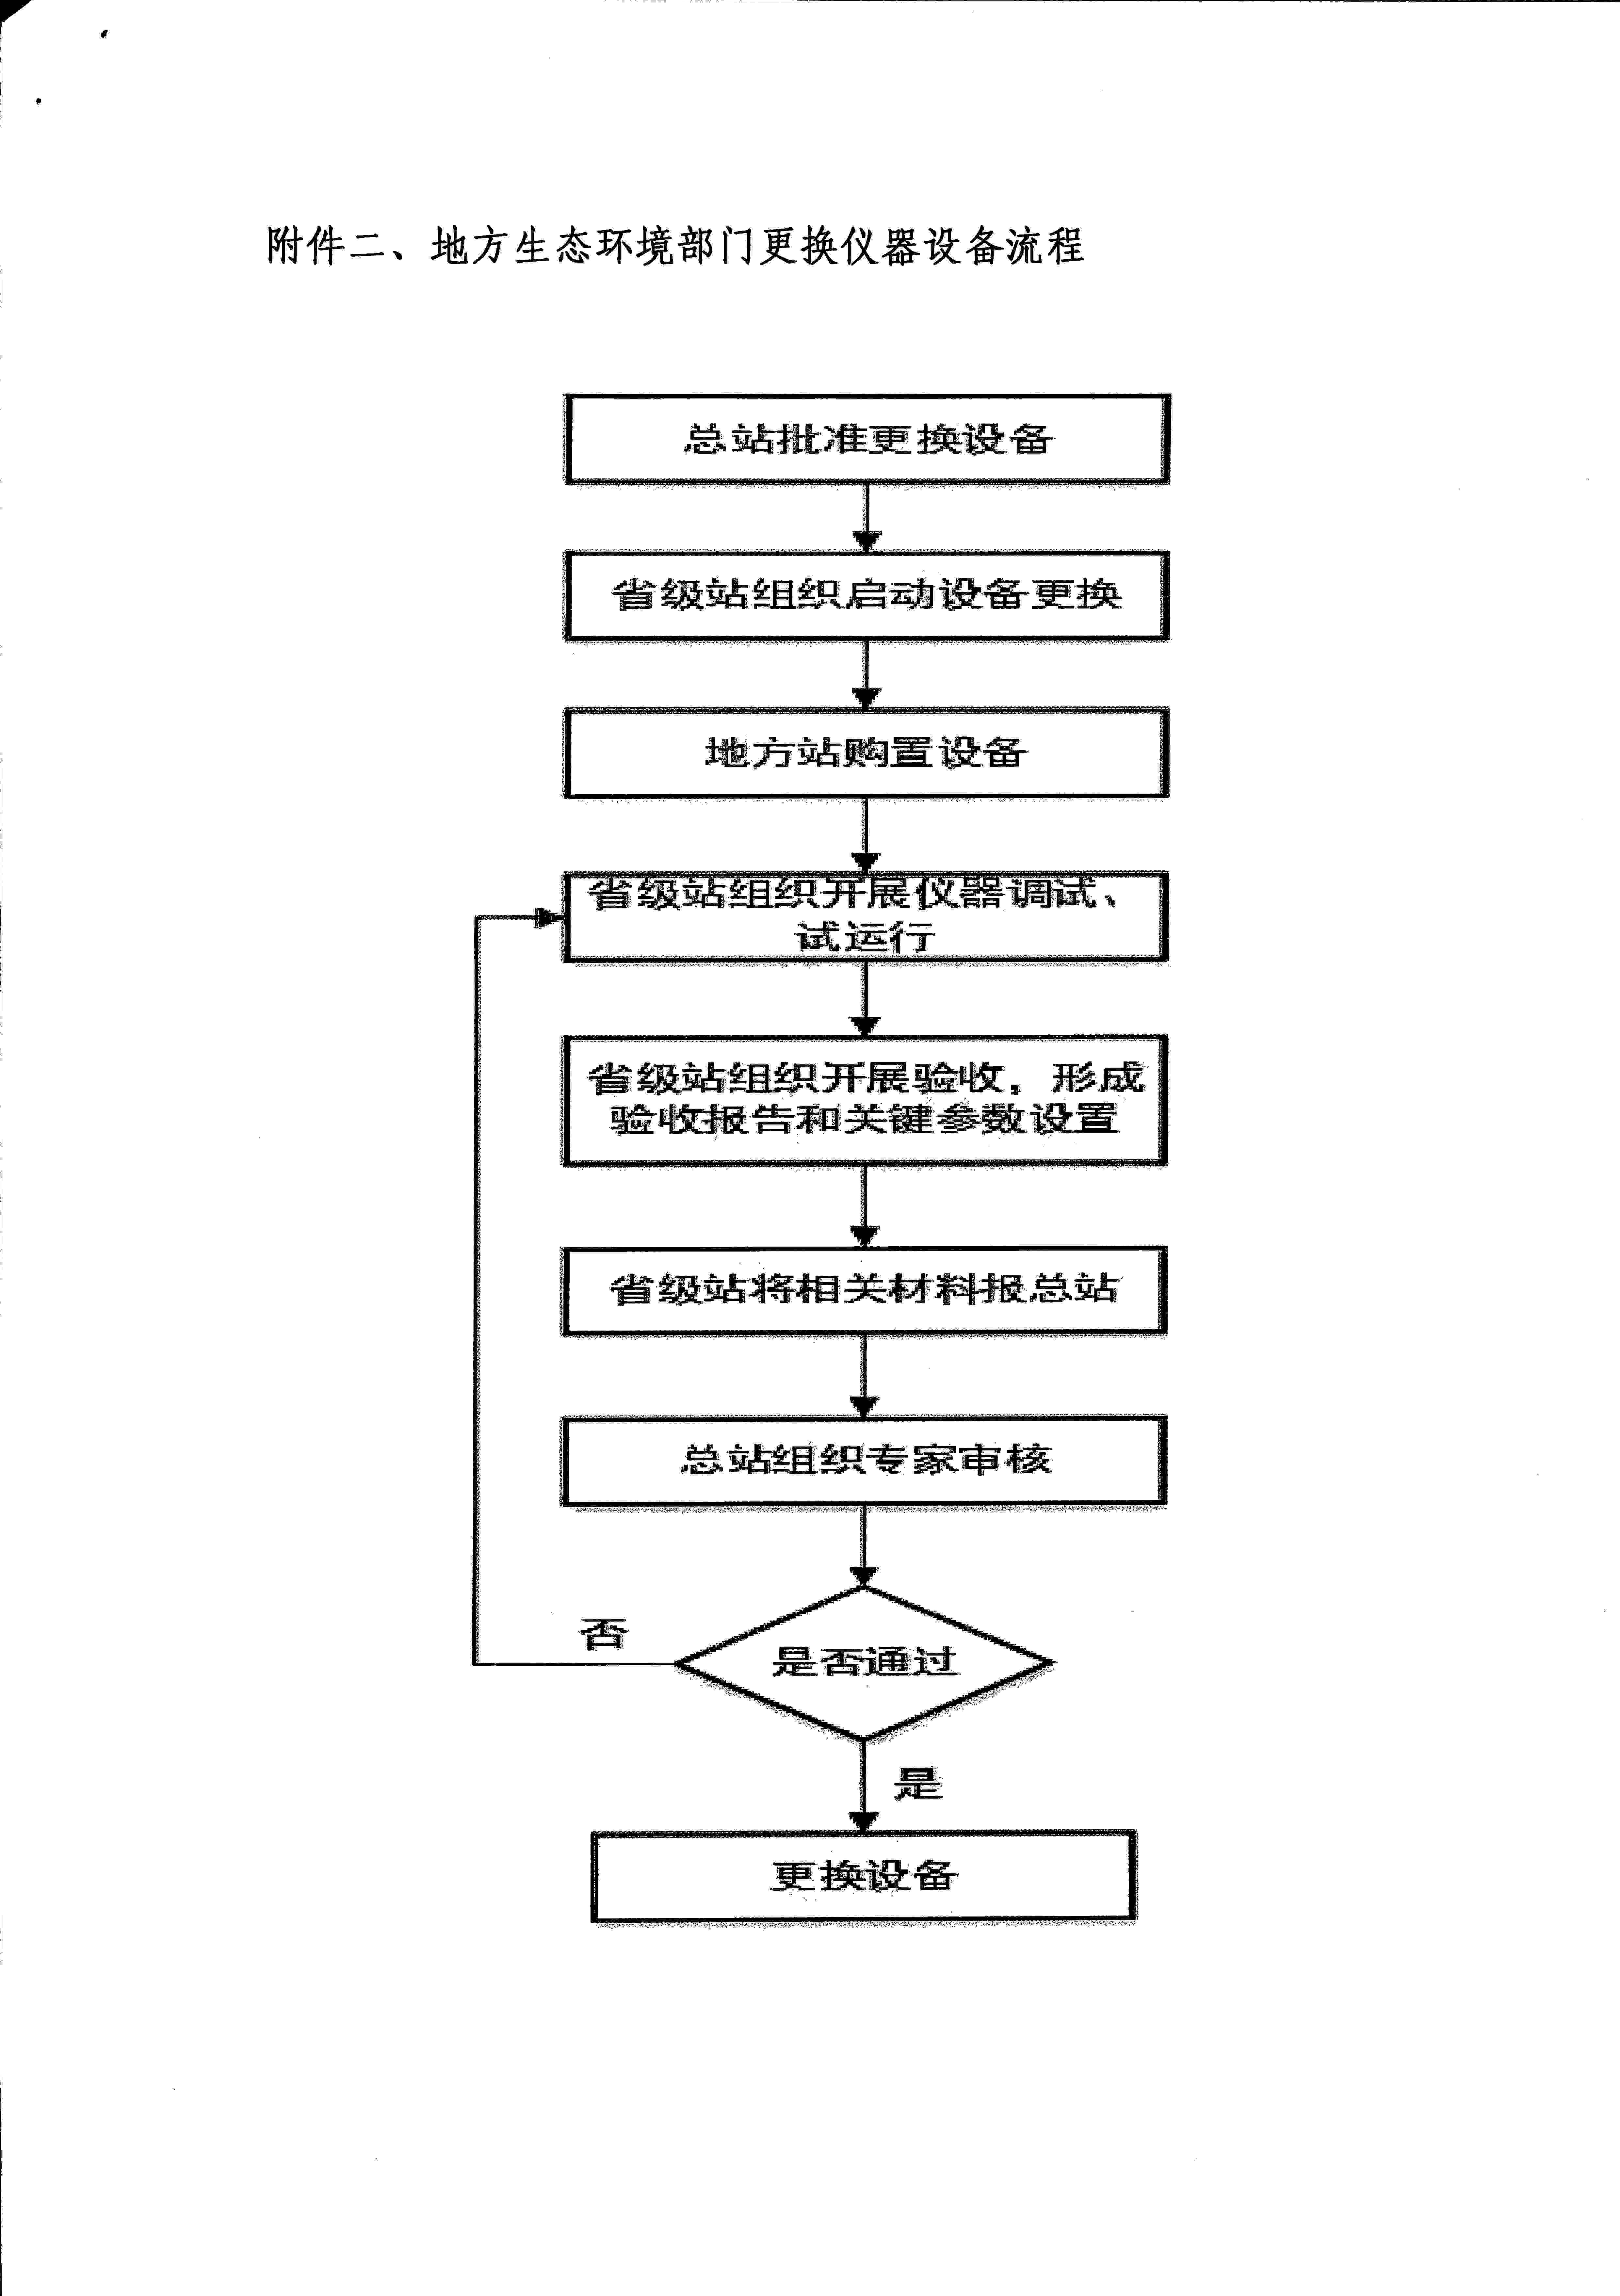 附件二、地方生态环境部门更换仪器设备流程
总站批准更换设备
省级站组织启动设备更换
地方站购置设备
省级站组织开展仪器调试、
试运行
省级站组织开展验收，形成
验收报告和关键参数设置
省级站将相关材料报总站
总站组织专家审核
否
是否通过
是
更换设备